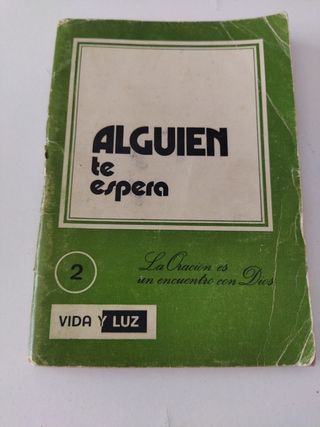 ALGUIEN
te
espera
2
La Oración es
un encuentro con Dios
VIDA Y LUZ